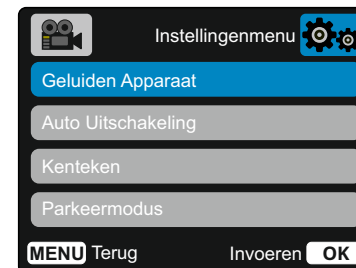 Instellingenmenu
Geluiden Apparaat
Auto Uitschakeling
Kenteken
Parkeermodus
MENU Terug Invoeren OK